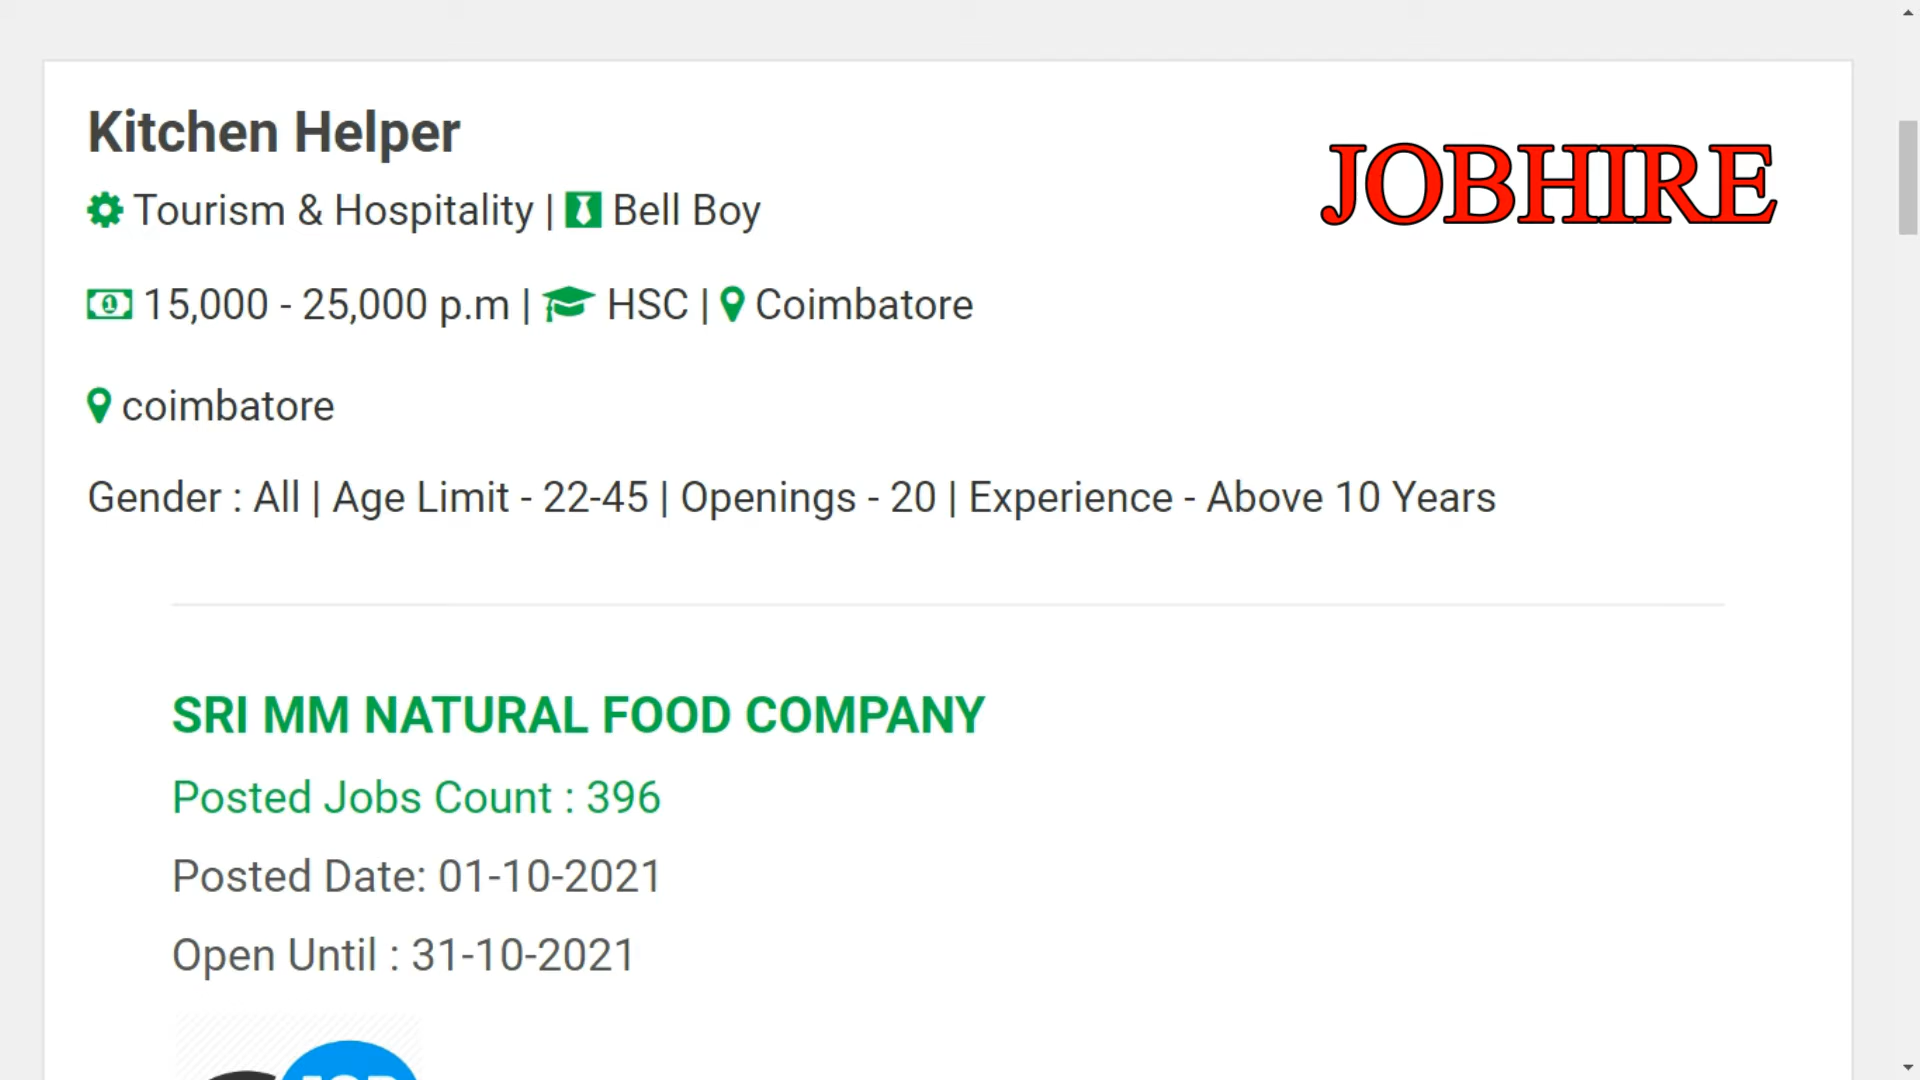 Kitchen Helper
JOBHIRE
Tourism & Hospitality | Bell Boy
15,000 - 25,000 p.m | HSC | Coimbatore
coimbatore
Gender : All | Age Limit - 22-45 | Openings - 20 | Experience - Above 10 Years
SRI MM NATURAL FOOD COMPANY
Posted Jobs Count : 396
Posted Date: 01-10-2021
Open Until : 31-10-2021